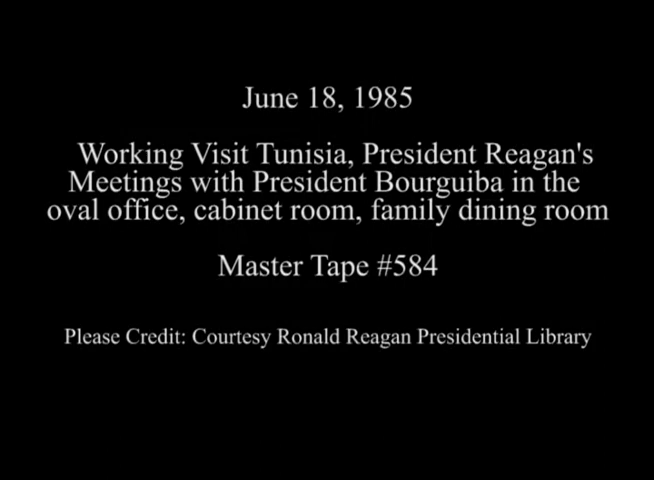 June 18, 1985
Working Visit Tunisia, President Reagan's
Meetings with President Bourguiba in the
oval office, cabinet room, family dining room
Master Tape #584
Please Credit: Courtesy Ronald Reagan Presidential Library